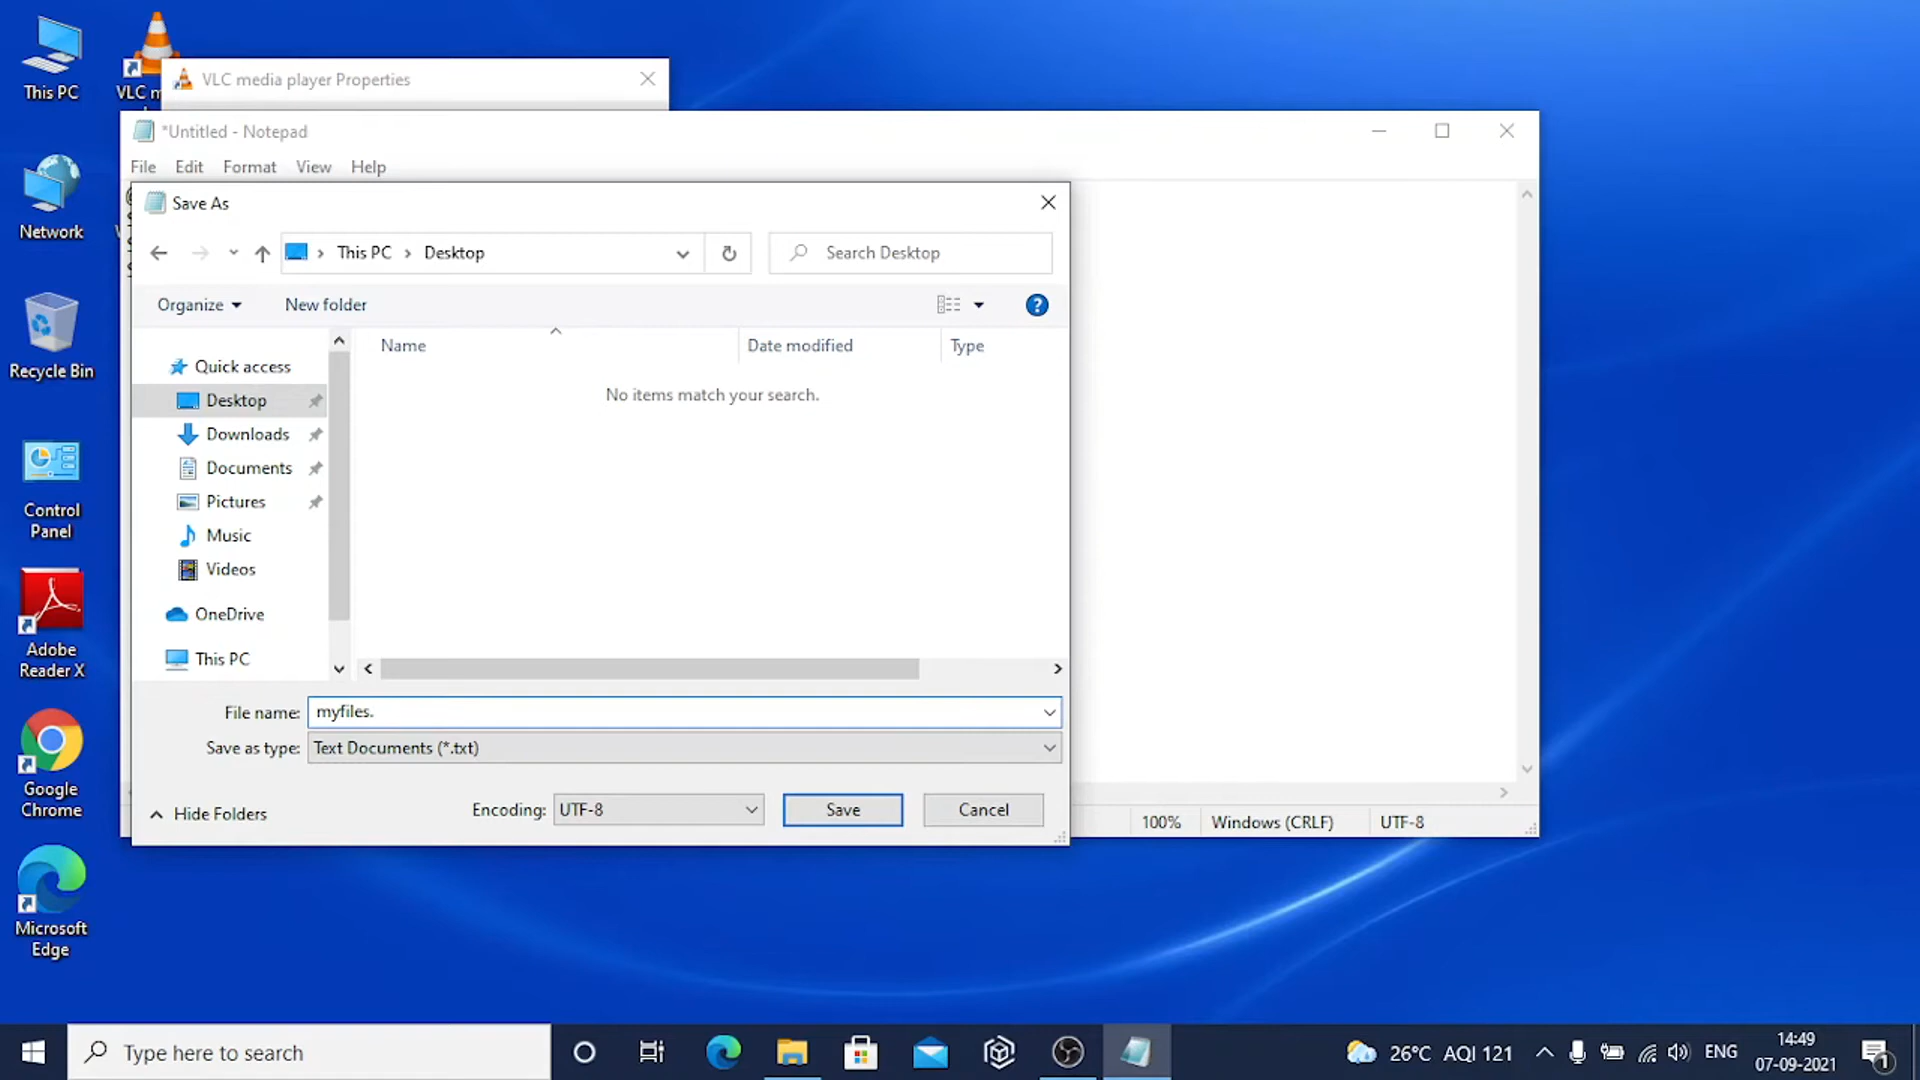 This PC
VLC m
VLC media player Properties
*Untitled - Notepad
File Edit Format View Help
Network
Save As
This PC > Desktop
Search Desktop
Organize
New folder
?
Recycle Bin
Name
Date modified
Type
No items match your search.
Quick access
Desktop
Downloads
Documents
Pictures
Music
Videos
OneDrive
This PC
Control
Panel
Adobe
Reader X
File name: myfiles.
Save as type: Text Documents (*.txt)
Hide Folders
Encoding: UTF-8
Save
Cancel
100%
Windows (CRLF)
UTF-8
Google
Chrome
Microsoft
Edge
Type here to search
26°C AQI 121
ENG
14:49
07-09-2021
1